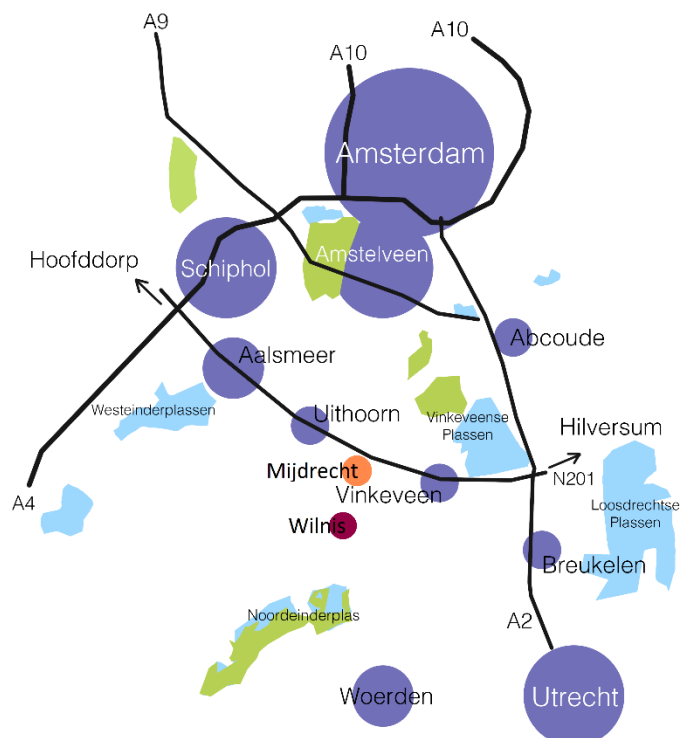 A9
A10
A10
Amsterdam
Hoofddorp
Schiphol
Amstelveen
Abcoude
Aalsmeer
Westeinderplassen
Uithoorn
Vinkeveense
Plassen
Hilversum
Mijdrecht
N201
A4
Vinkeveen
Loosdrechtse
Plassen
Wilnis
Breukelen
Noordeinderplas
A2
Woerden
Utrecht